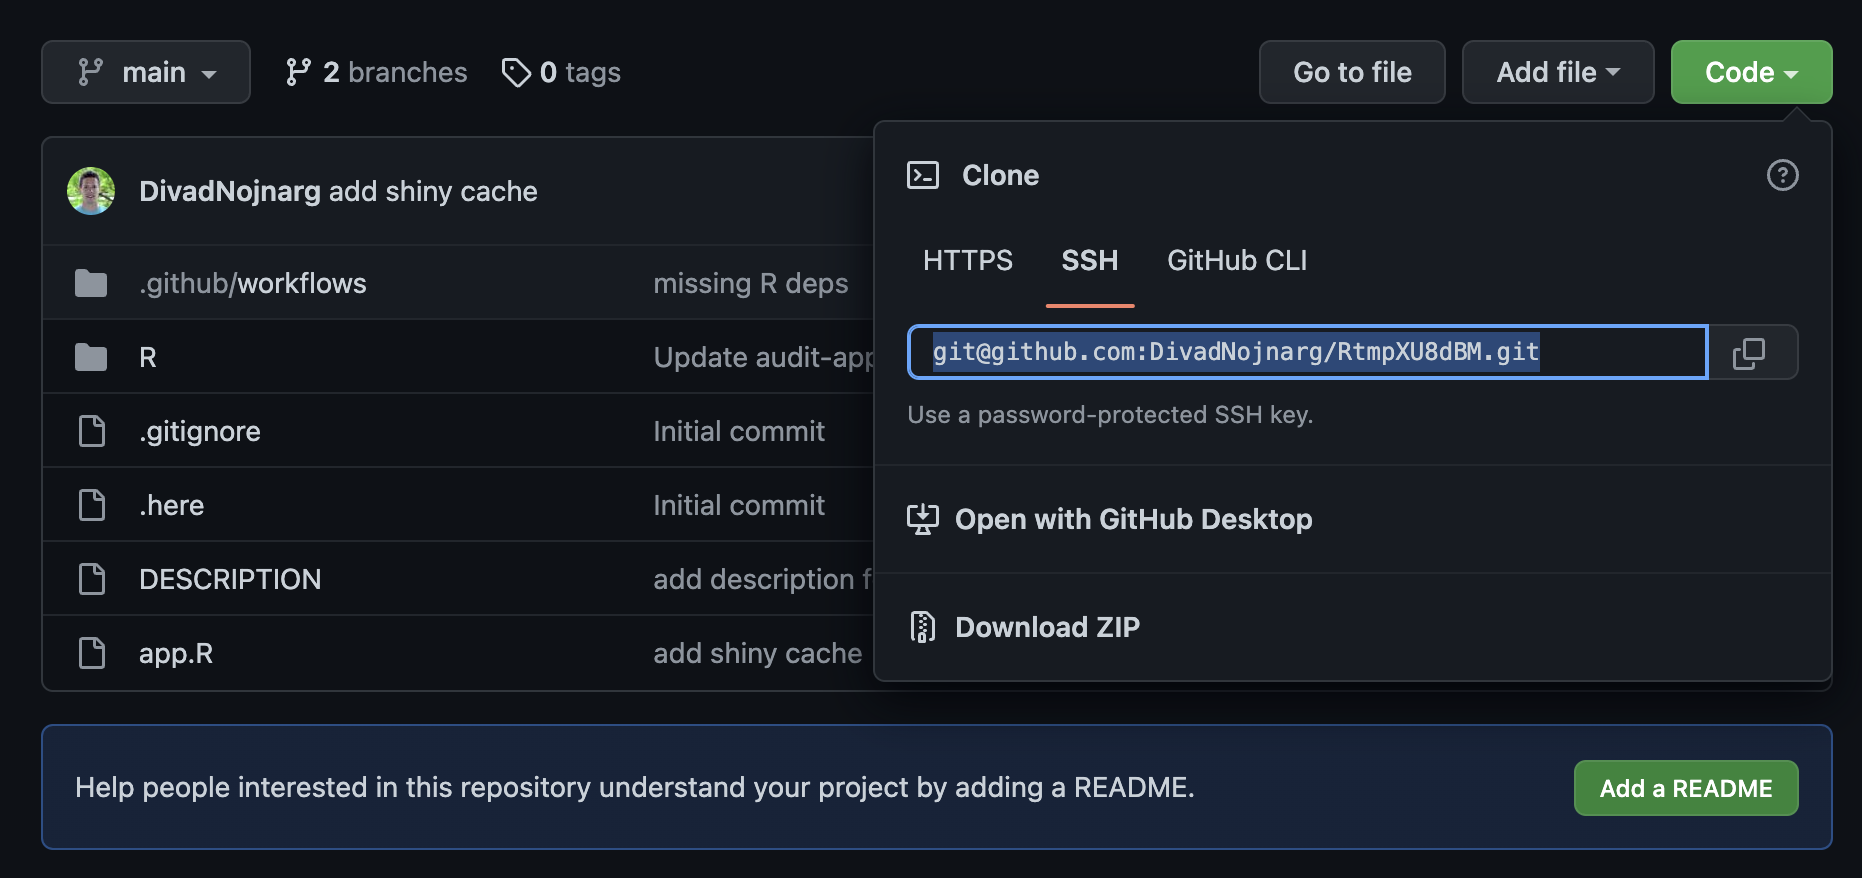 main
2 branches
0 tags
Go to file
Add file
Code
DivadNojnarg add shiny cache
.github/workflows
missing R deps
R
Update audit-app
.gitignore
Initial commit
.here
Initial commit
DESCRIPTION
add description
app.R
add shiny cache
Clone
HTTPS
SSH
GitHub CLI
git@github.com:DivadNojnarg/RtmpXU8dBM.git
Use a password-protected SSH key.
Open with GitHub Desktop
Download ZIP
Help people interested in this repository understand your project by adding a README.
Add a README